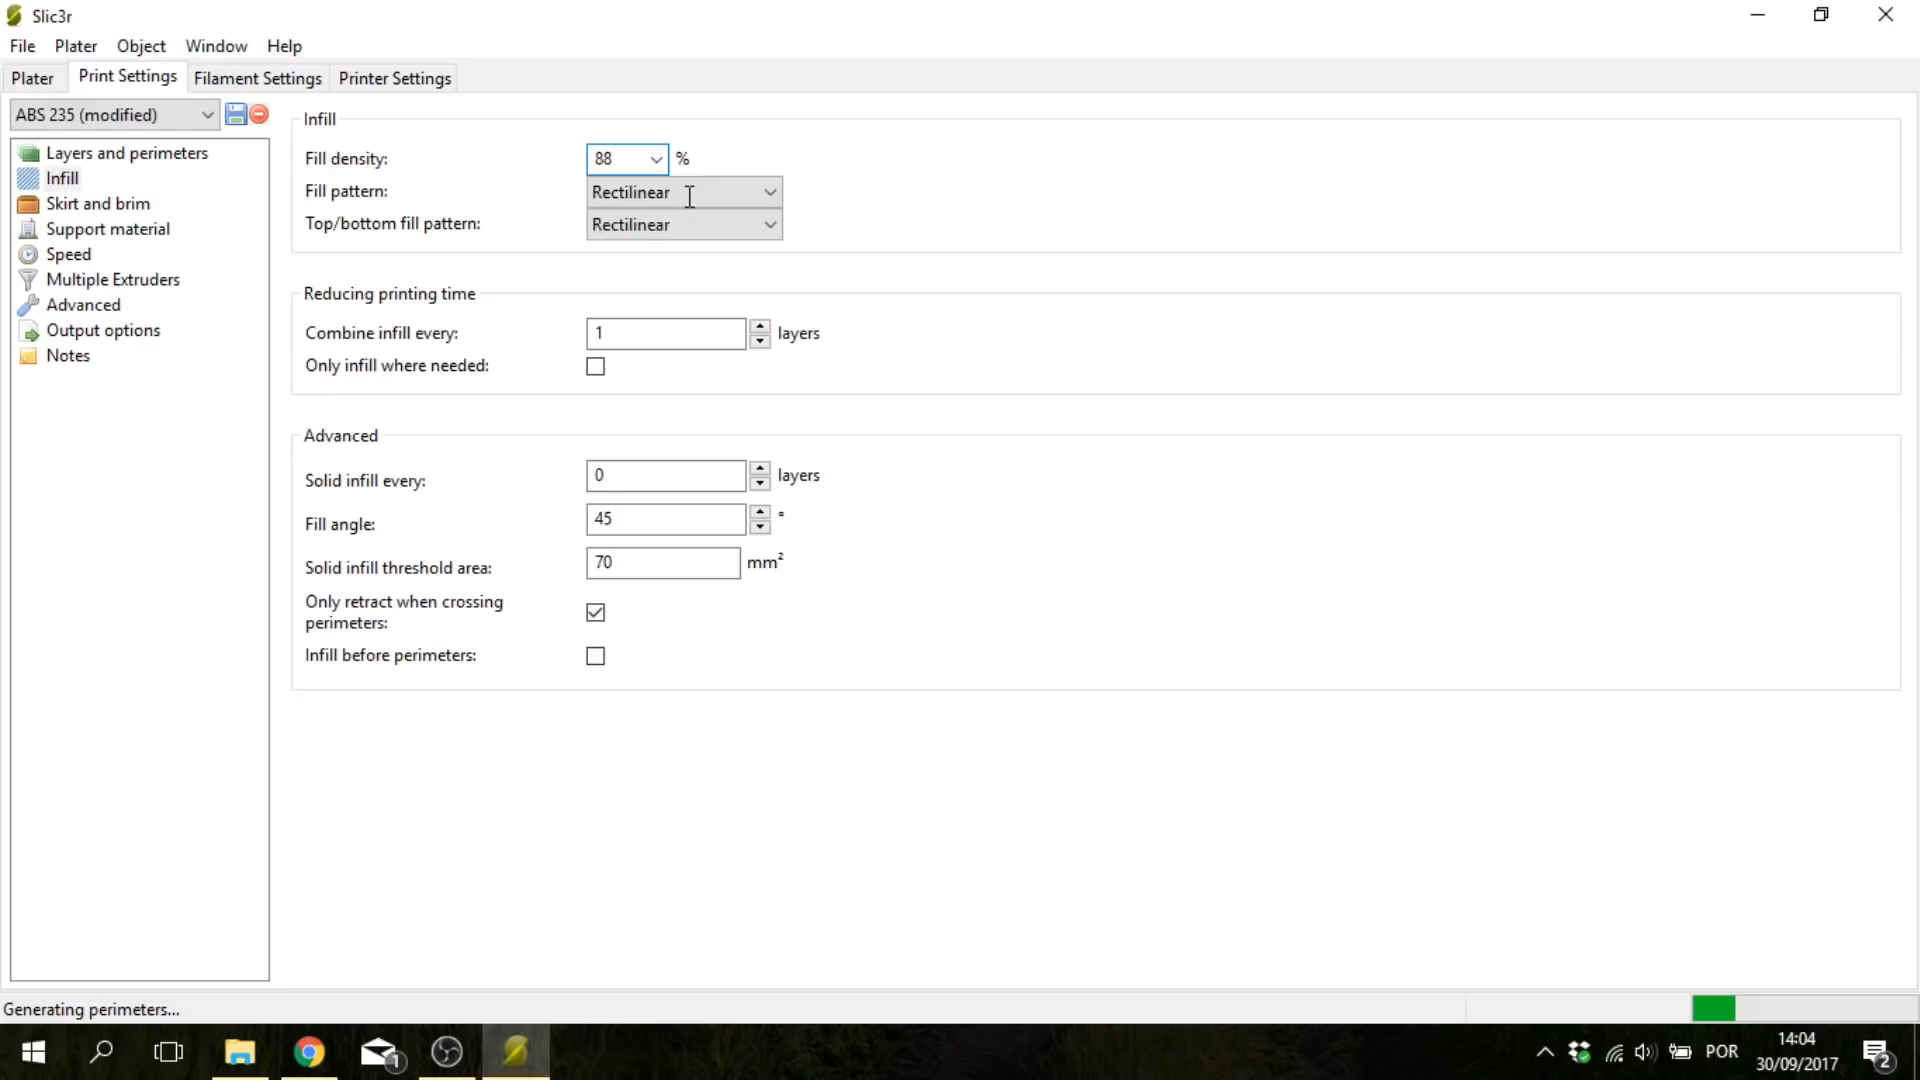 Slic3r
File Plater Object Window Help
Plater Print Settings Filament Settings Printer Settings
ABS 235 (modified)
Layers and perimeters
Infill
Skirt and brim
Support material
Speed
Multiple Extruders
Advanced
Output options
Notes
Infill
Fill density: 88 %
Fill pattern: Rectilinear
Top/bottom fill pattern: Rectilinear
Reducing printing time
Combine infill every: 1 layers
Only infill where needed:
Advanced
Solid infill every: 0 layers
Fill angle: 45 °
Solid infill threshold area: 70 mm²
Only retract when crossing
perimeters:
Infill before perimeters:
Generating perimeters...
1
POR
14:04
30/09/2017
2